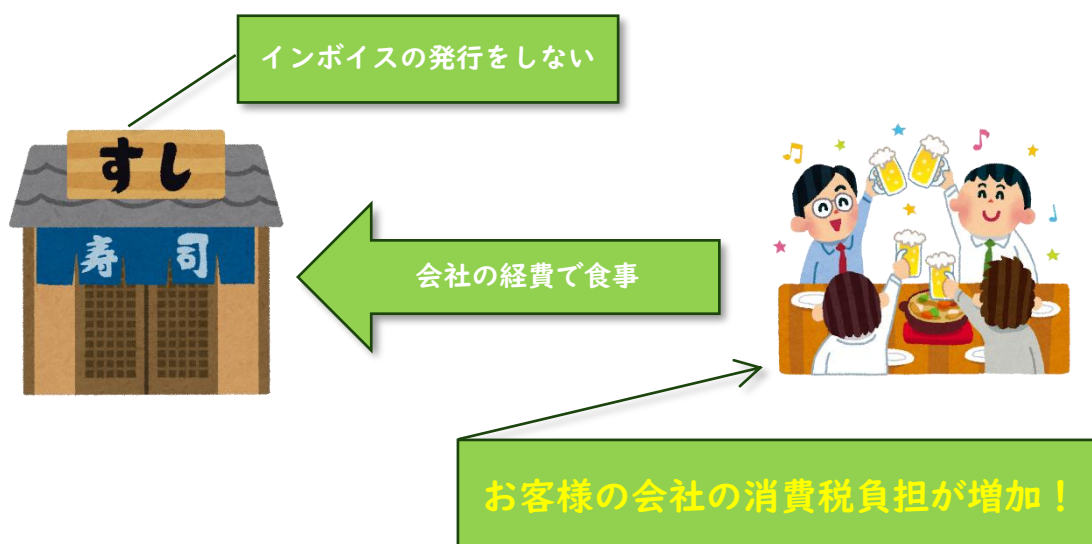 インボイスの発行をしない
すし
寿司
会社の経費で食事
お客様の会社の消費税負担が増加！